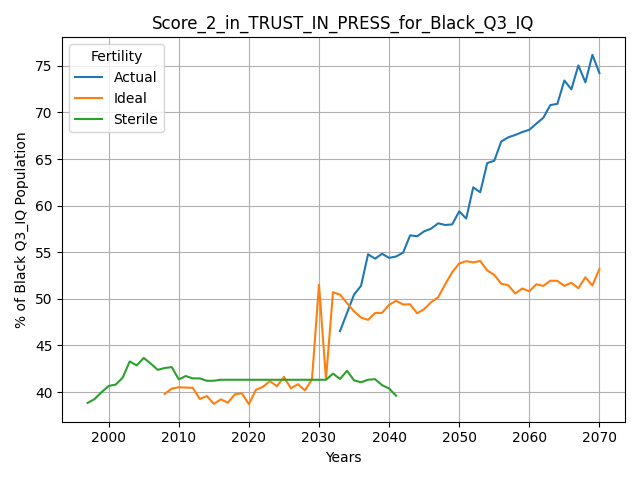 Score_2_in_TRUST_IN_PRESS_for_Black_Q3_IQ
Fertility
Actual
Ideal
Sterile
% of Black Q3_IQ Population
75
70
65
60
55
50
45
40
2000
2010
2020
2030
2040
2050
2060
2070
Years